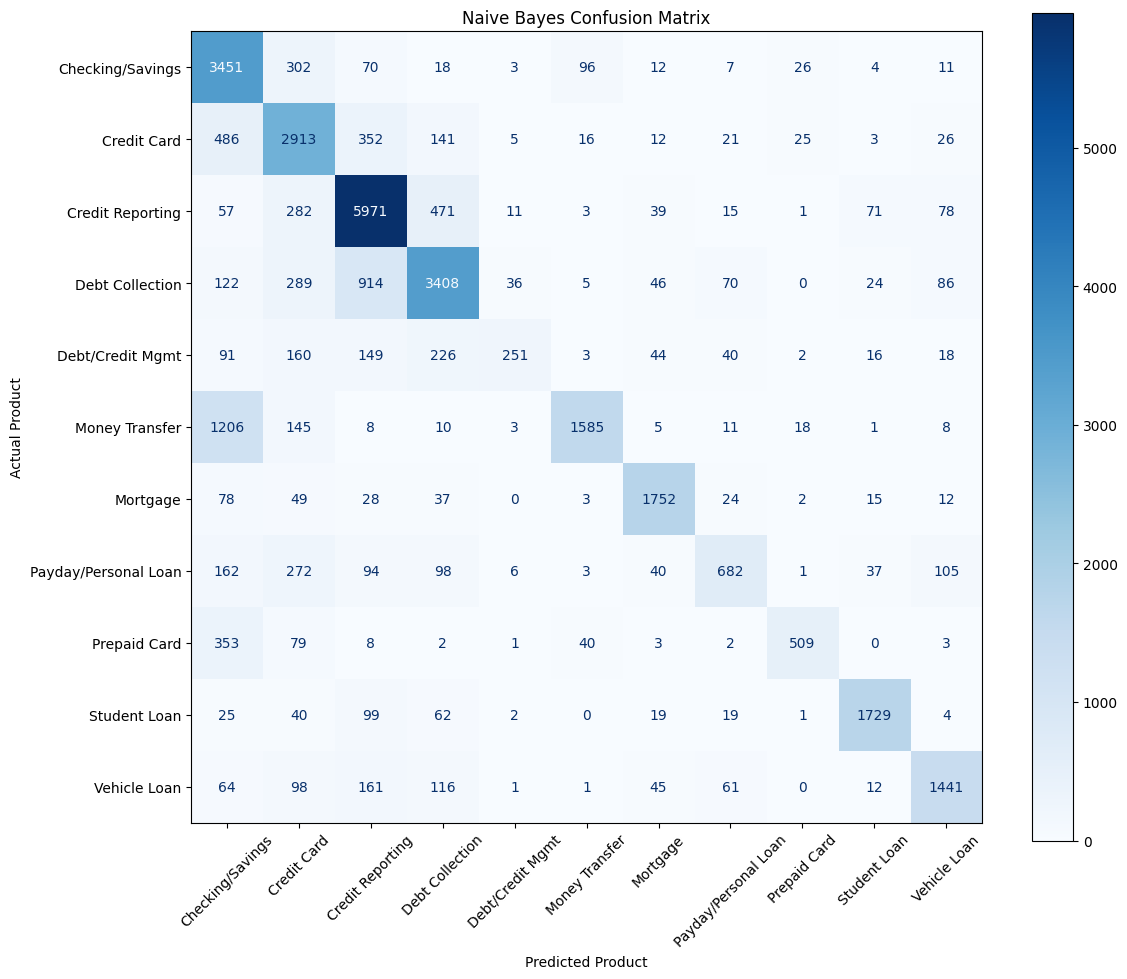 Naive Bayes Confusion Matrix
Actual Product
Checking/Savings 3451 302 70 18 3 96 12 7 26 4 11
Credit Card 486 2913 352 141 5 16 12 21 25 3 26
Credit Reporting 57 282 5971 471 11 3 39 15 1 71 78
Debt Collection 122 289 914 3408 36 5 46 70 0 24 86
Debt/Credit Mgmt 91 160 149 226 251 3 44 40 2 16 18
Money Transfer 1206 145 8 10 3 1585 5 11 18 1 8
Mortgage 78 49 28 37 0 3 1752 24 2 15 12
Payday/Personal Loan 162 272 94 98 6 3 40 682 1 37 105
Prepaid Card 353 79 8 2 1 40 3 2 509 0 3
Student Loan 25 40 99 62 2 0 19 19 1 1729 4
Vehicle Loan 64 98 161 116 1 1 45 61 0 12 1441
Checking/Savings
Credit Card
Credit Reporting
Debt Collection
Debt/Credit Mgmt
Money Transfer
Mortgage
Payday/Personal Loan
Prepaid Card
Student Loan
Vehicle Loan
Predicted Product
5000
4000
3000
2000
1000
0